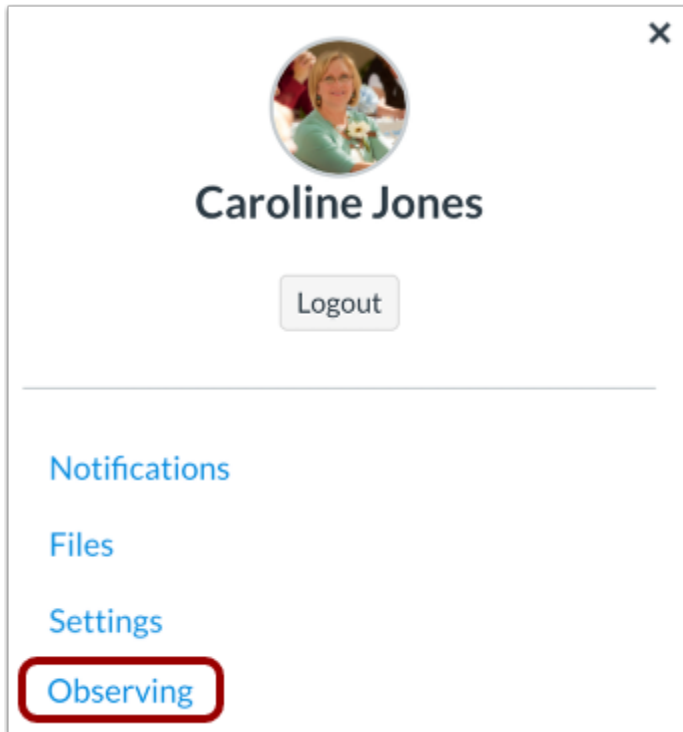 ×
Caroline Jones
Logout
Notifications
Files
Settings
Observing